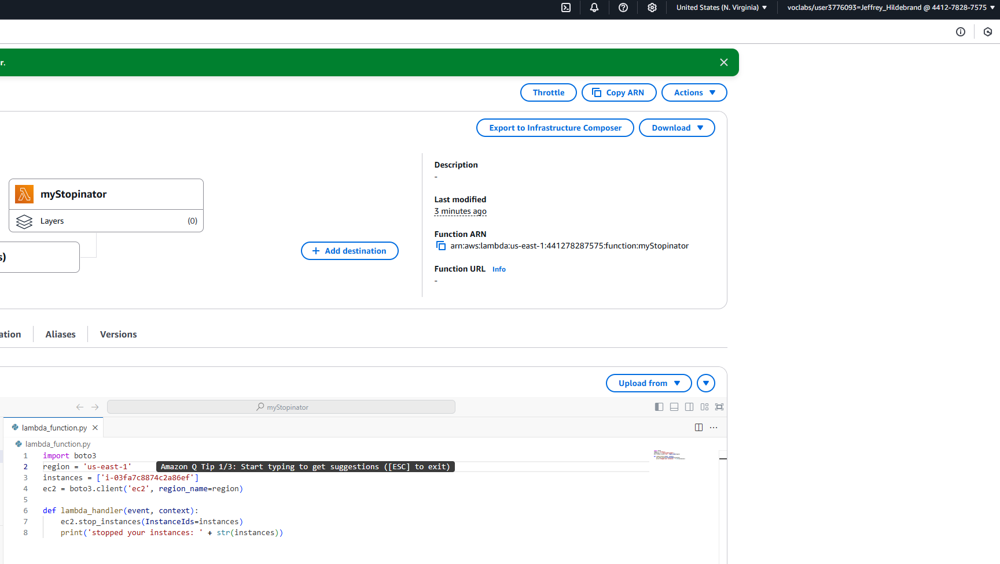 United States (N. Virginia)
voclabs/user3776093=Jeffrey_Hildebrand @ 4412-7828-7575
r.
Throttle
Copy ARN
Actions
Export to Infrastructure Composer
Download
myStopinator
Layers
(0)
s)
Add destination
Description
-
Last modified
3 minutes ago
Function ARN
arn:aws:lambda:us-east-1:441278287575:function:myStopinator
Function URL Info
-
ation
Aliases
Versions
Upload from
myStopinator
lambda_function.py
lambda_function.py
1 import boto3
2 region = 'us-east-1' Amazon Q Tip 1/3: Start typing to get suggestions ([ESC] to exit)
3 instances = ['i-03fa7c8874c2a86ef']
4 ec2 = boto3.client('ec2', region_name=region)
5
6 def lambda_handler(event, context):
7 ec2.stop_instances(InstanceIds=instances)
8 print('stopped your instances: ' + str(instances))